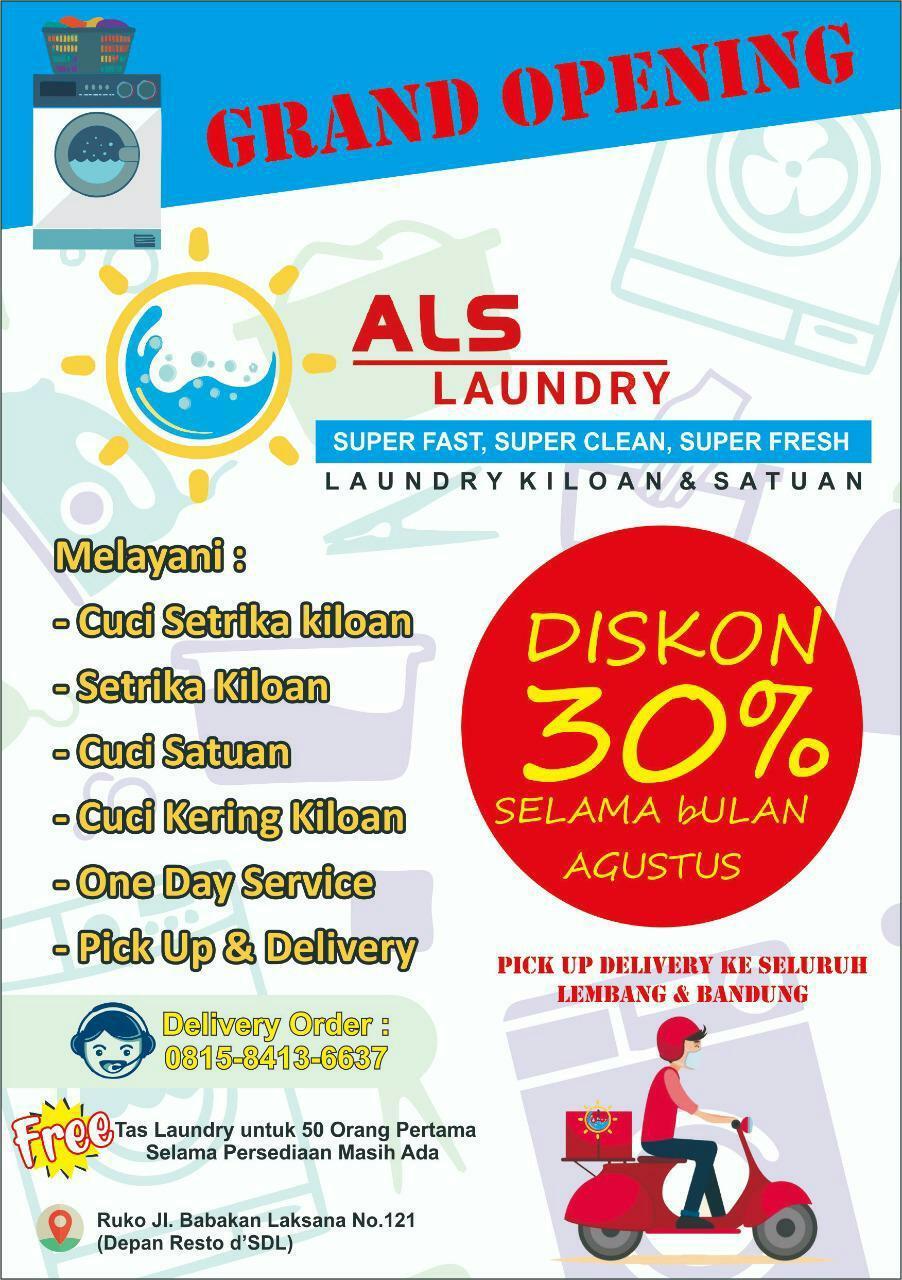 GRAND OPENING
ALS
LAUNDRY
SUPER FAST, SUPER CLEAN, SUPER FRESH
LAUNDRY KILOAN & SATUAN
Melayani :
- Cuci Setrika kiloan
- Setrika Kiloan
- Cuci Satuan
- Cuci Kering Kiloan
- One Day Service
- Pick Up & Delivery
DISKON
30%
SELAMA bULAN
AGUSTUS
PICK UP DELIVERY KE SELURUH
LEMBANG & BANDUNG
Delivery Order :
0815-8413-6637
Free Tas Laundry untuk 50 Orang Pertama
Selama Persediaan Masih Ada
Ruko Jl. Babakan Laksana No.121
(Depan Resto d'SDL)